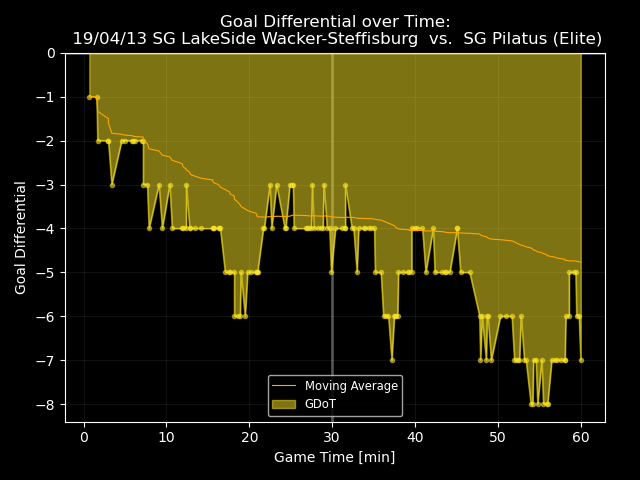 Goal Differential over Time:
19/04/13 SG LakeSide Wacker-Steffisburg vs. SG Pilatus (Elite)
0
−1
−2
−3
−4
−5
−6
−7
−8
Goal Differential
Moving Average
GDoT
0 10 20 30 40 50 60
Game Time [min]